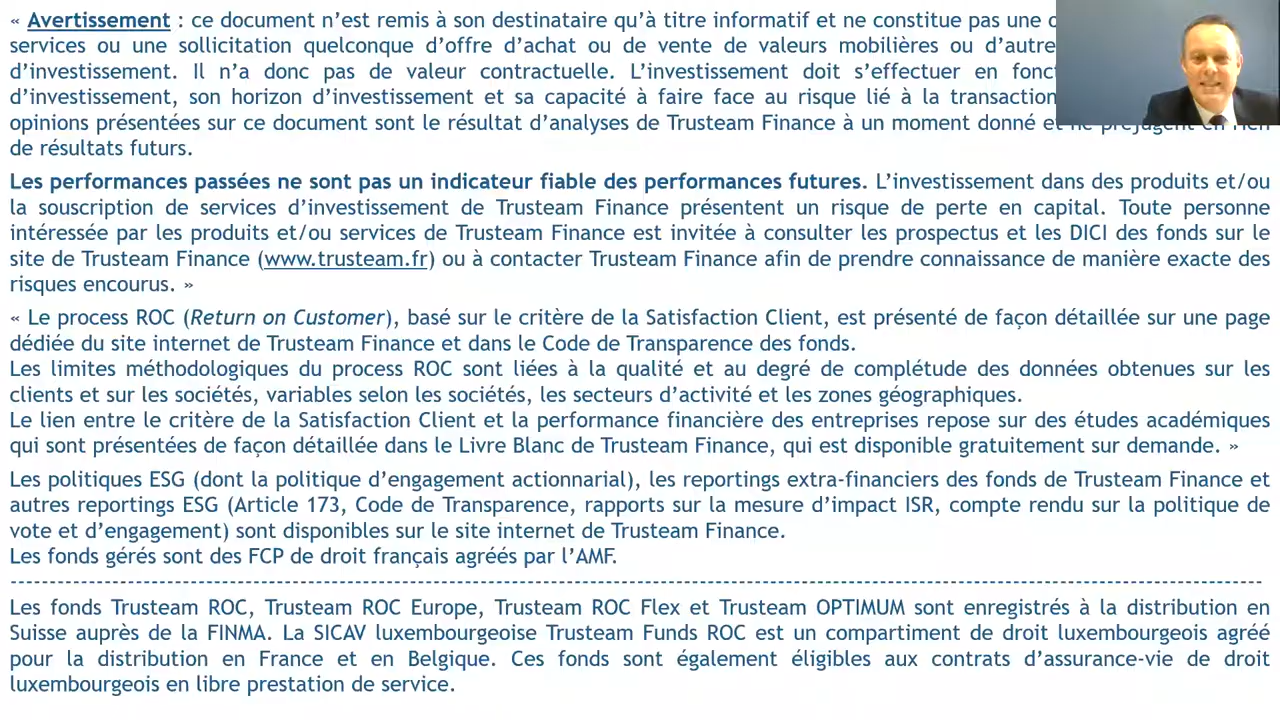 « Avertissement : ce document n’est remis à son destinataire qu’à titre informatif et ne constitue pas une
services ou une sollicitation quelconque d’offre d’achat ou de vente de valeurs mobilières ou
d’investissement. Il n’a donc pas de valeur contractuelle. L’investissement doit s’effectuer en
d’investissement, son horizon d’investissement et sa capacité à faire face au risque lié à la transaction
opinions présentées sur ce document sont le résultat d’analyses de Trusteam Finance à un moment donné et ne préjugent en rien
de résultats futurs.
Les performances passées ne sont pas un indicateur fiable des performances futures. L’investissement dans des produits et/ou
la souscription de services d’investissement de Trusteam Finance présentent un risque de perte en capital. Toute personne
intéressée par les produits et/ou services de Trusteam Finance est invitée à consulter les prospectus et les DICI des fonds sur le
site de Trusteam Finance (www.trusteam.fr) ou à contacter Trusteam Finance afin de prendre connaissance de manière exacte des
risques encourus. »
« Le process ROC (Return on Customer), basé sur le critère de la Satisfaction Client, est présenté de façon détaillée sur une page
dédiée du site internet de Trusteam Finance et dans le Code de Transparence des fonds.
Les limites méthodologiques du process ROC sont liées à la qualité et au degré de complétude des données obtenues sur les
clients et sur les sociétés, variables selon les sociétés, les secteurs d’activité et les zones géographiques.
Le lien entre le critère de la Satisfaction Client et la performance financière des entreprises repose sur des études académiques
qui sont présentées de façon détaillée dans le Livre Blanc de Trusteam Finance, qui est disponible gratuitement sur demande. »
Les politiques ESG (dont la politique d’engagement actionnarial), les reportings extra-financiers des fonds de Trusteam Finance et
autres reportings ESG (Article 173, Code de Transparence, rapports sur la mesure d’impact ISR, compte rendu sur la politique de
vote et d’engagement) sont disponibles sur le site internet de Trusteam Finance.
Les fonds gérés sont des FCP de droit français agréés par l’AMF.
Les fonds Trusteam ROC, Trusteam ROC Europe, Trusteam ROC Flex et Trusteam OPTIMUM sont enregistrés à la distribution en
Suisse auprès de la FINMA. La SICAV luxembourgeoise Trusteam Funds ROC est un compartiment de droit luxembourgeois agréé
pour la distribution en France et en Belgique. Ces fonds sont également éligibles aux contrats d’assurance-vie de droit
luxembourgeois en libre prestation de service.